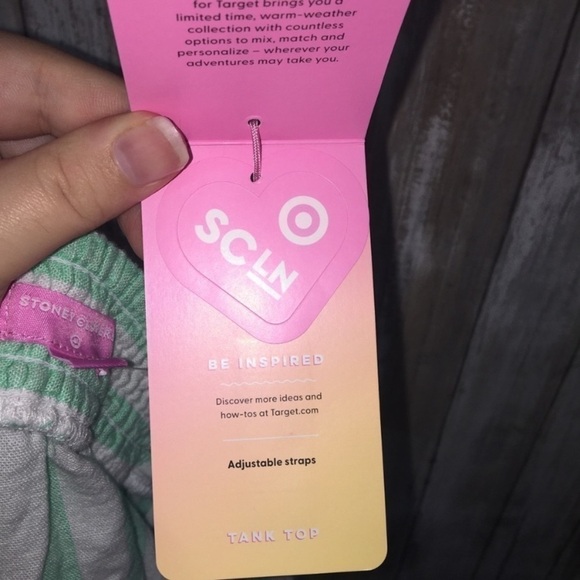 for Target brings you a
limited time, warm-weather
collection with countless
options to mix, match and
personalize – wherever your
adventures may take you.
SC
LN
BE INSPIRED
Discover more ideas and
how-tos at Target.com
Adjustable straps
TANK TOP
STONEY CLOVER